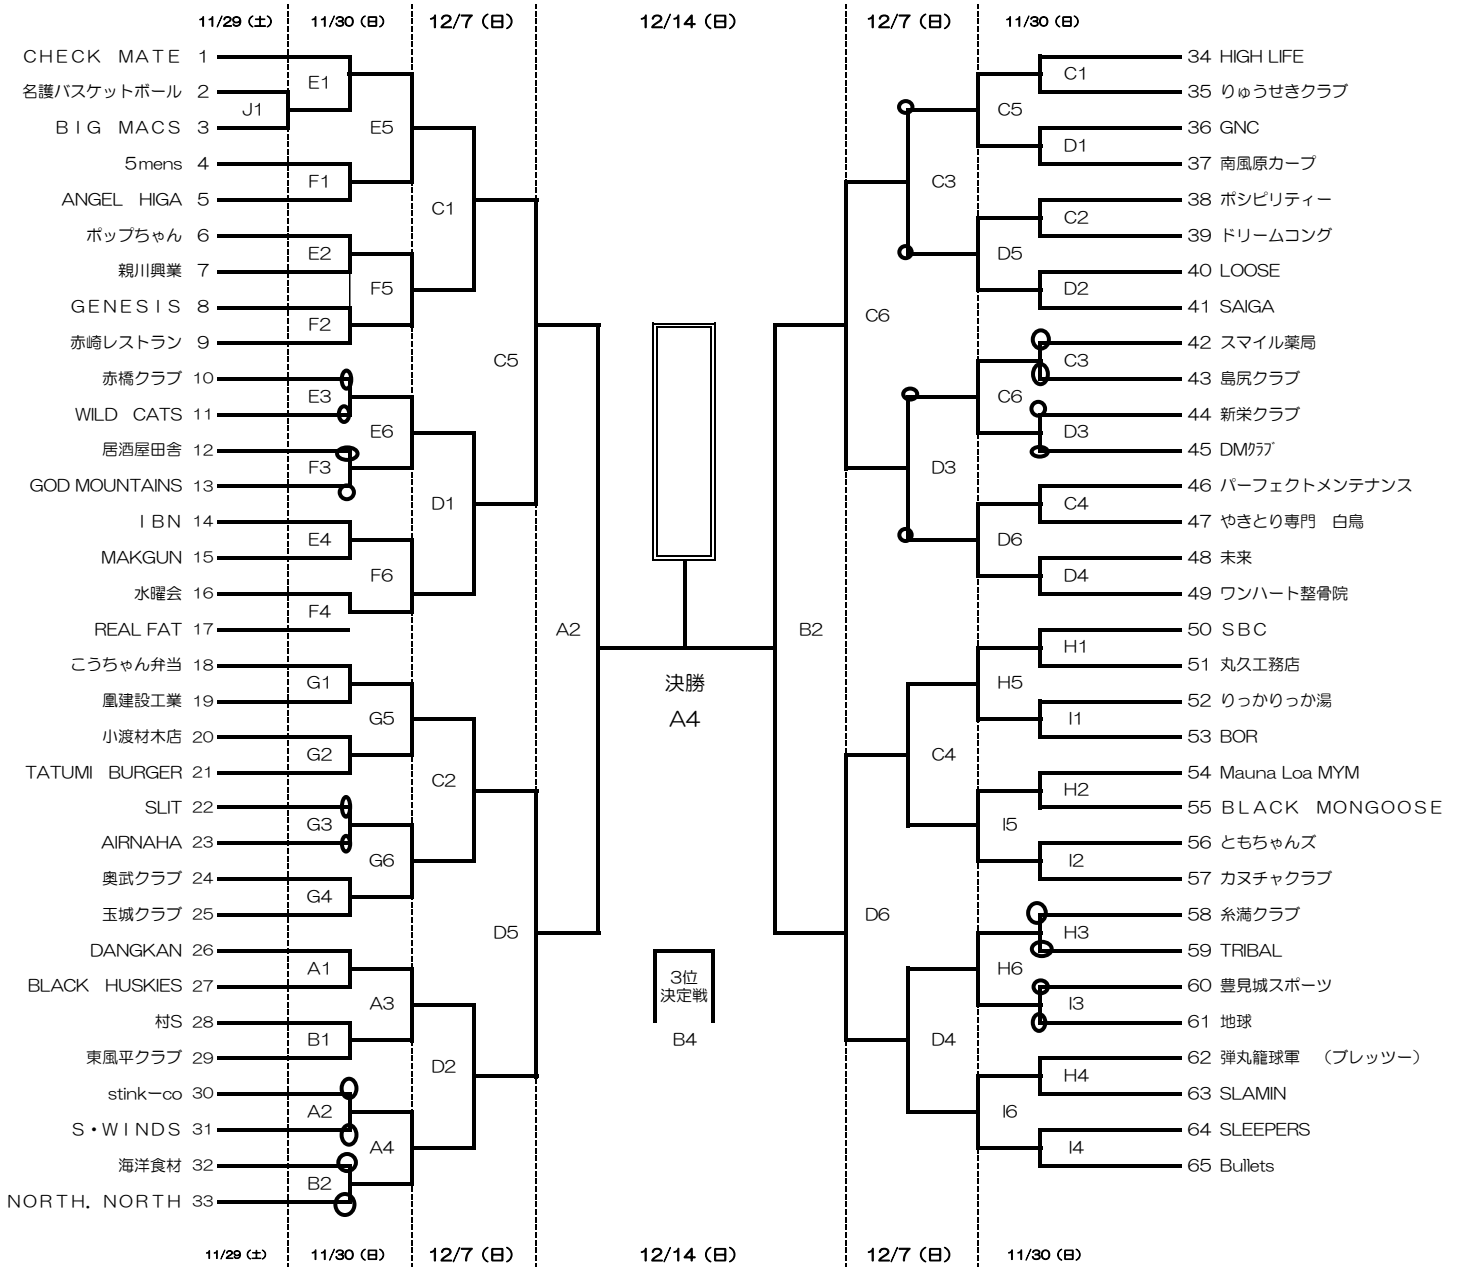 11/29（土） 11/30（日） 12/7（日） 12/14（日） 12/7（日） 11/30（日）
CHECK　MATE 1
名護バスケットボール 2
BIG　MACS 3
5mens 4
ANGEL　HIGA 5
ポップちゃん 6
親川興業 7
GENESIS 8
赤崎レストラン 9
赤橋クラブ 10
WILD　CATS 11
居酒屋田舎 12
GOD MOUNTAINS 13
IBN 14
MAKGUN 15
水曜会 16
REAL FAT 17
こうちゃん弁当 18
凰建設工業 19
小渡材木店 20
TATUMI　BURGER 21
SLIT 22
AIRNAHA 23
奥武クラブ 24
玉城クラブ 25
DANGKAN 26
BLACK　HUSKIES 27
村S 28
東風平クラブ 29
stinkーco 30
S・WINDS 31
海洋食材 32
NORTH．NORTH 33
J1
E1
F1
E2
F2
E3
F3
E4
F4
G1
G2
G3
G4
A1
B1
A2
B2
E5
F5
E6
F6
G5
G6
A3
A4
C1
D1
C2
D2
C5
D5
A2
決勝
A4
3位
決定戦
B4
B2
C6
D6
C3
D3
C4
D4
C5
D5
C6
D6
H5
I5
H6
I6
C1
D1
C2
D2
C3
D3
C4
D4
H1
I1
H2
I2
H3
I3
H4
I4
34 HIGH LIFE
35 りゅうせきクラブ
36 GNC
37 南風原カープ
38 ポシビリティー
39 ドリームコング
40 LOOSE
41 SAIGA
42 スマイル薬局
43 島尻クラブ
44 新栄クラブ
45 DMｸﾗﾌﾞ
46 パーフェクトメンテナンス
47 やきとり専門　白鳥
48 未来
49 ワンハート整骨院
50 SBC
51 丸久工務店
52 りっかりっか湯
53 BOR
54 Mauna Loa MYM
55 BLACK　MONGOOSE
56 ともちゃんズ
57 カヌチャクラブ
58 糸満クラブ
59 TRIBAL
60 豊見城スポーツ
61 地球
62 弾丸籠球軍　（ブレッツー）
63 SLAMIN
64 SLEEPERS
65 Bullets
11/29（土） 11/30（日） 12/7（日） 12/14（日） 12/7（日） 11/30（日）